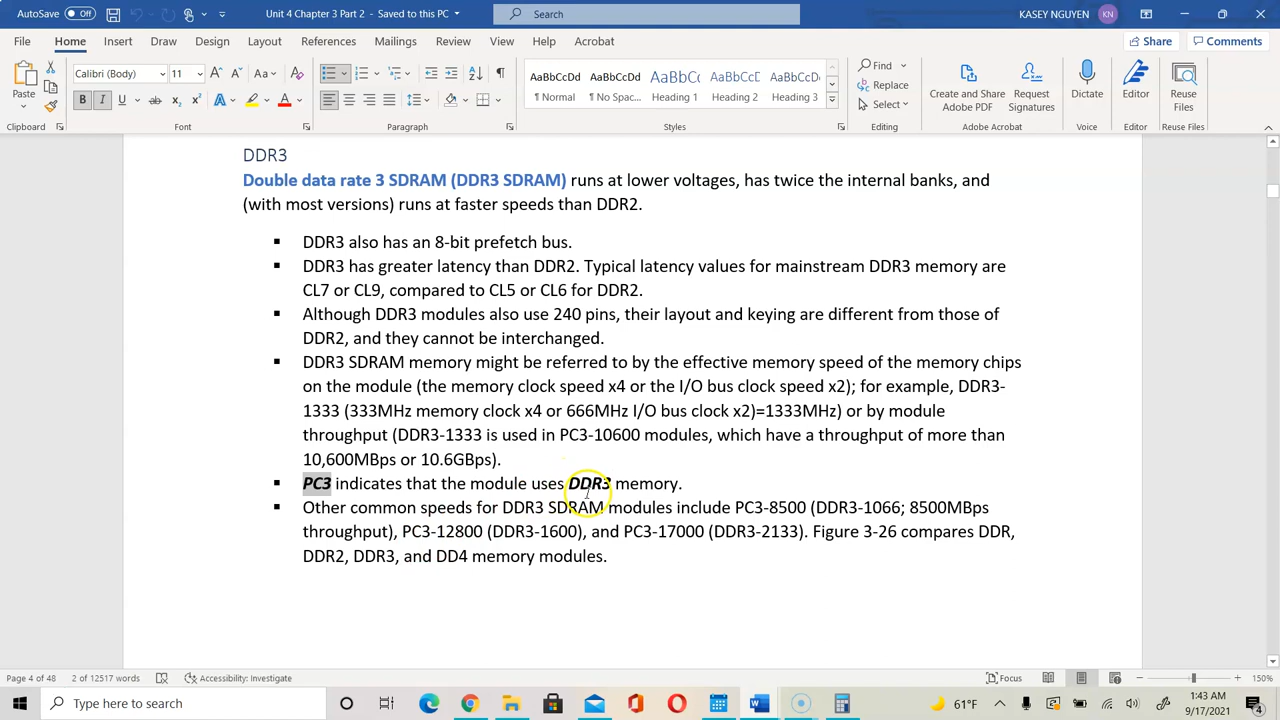 AutoSave Off Unit 4 3 Data Rate Part 2 - Word Search KASEY NGUYEN KN
File Home Insert Draw Design Layout References Mailings Review View Help Acrobat Share Comments
Paste Calibri (Body) 11 AaBbCcDd AaBbCcDd AaBbCc AaBbCcD AaBbCcD Find Replace Select Create and Share Adobe PDF Request Signatures Dictate Editor Reuse Files
¶ Normal ¶ No Spac... Heading 1 Heading 2 Heading 3
Clipboard Font Paragraph Styles Editing Adobe Acrobat Voice Editor Reuse Files
DDR3
Double data rate 3 SDRAM (DDR3 SDRAM) runs at lower voltages, has twice the internal banks, and
(with most versions) runs at faster speeds than DDR2.
▪ DDR3 also has an 8-bit prefetch bus.
▪ DDR3 has greater latency than DDR2. Typical latency values for mainstream DDR3 memory are
CL7 or CL9, compared to CL5 or CL6 for DDR2.
▪ Although DDR3 modules also use 240 pins, their layout and keying are different from those of
DDR2, and they cannot be interchanged.
▪ DDR3 SDRAM memory might be referred to by the effective memory speed of the memory chips
on the module (the memory clock speed x4 or the I/O bus clock speed x2); for example, DDR3-
1333 (333MHz memory clock x4 or 666MHz I/O bus clock x2)=1333MHz) or by module
throughput (DDR3-1333 is used in PC3-10600 modules, which have a throughput of more than
10,600MBps or 10.6GBps).
▪ PC3 indicates that the module uses DDR3 memory.
▪ Other common speeds for DDR3 SDRAM modules include PC3-8500 (DDR3-1066; 8500MBps
throughput), PC3-12800 (DDR3-1600), and PC3-17000 (DDR3-2133). Figure 3-26 compares DDR,
DDR2, DDR3, and DD4 memory modules.
Page 4 of 48 2 of 12517 words Accessibility: Investigate Focus 150%
Type here to search 61°F 1:43 AM
9/17/2021 4